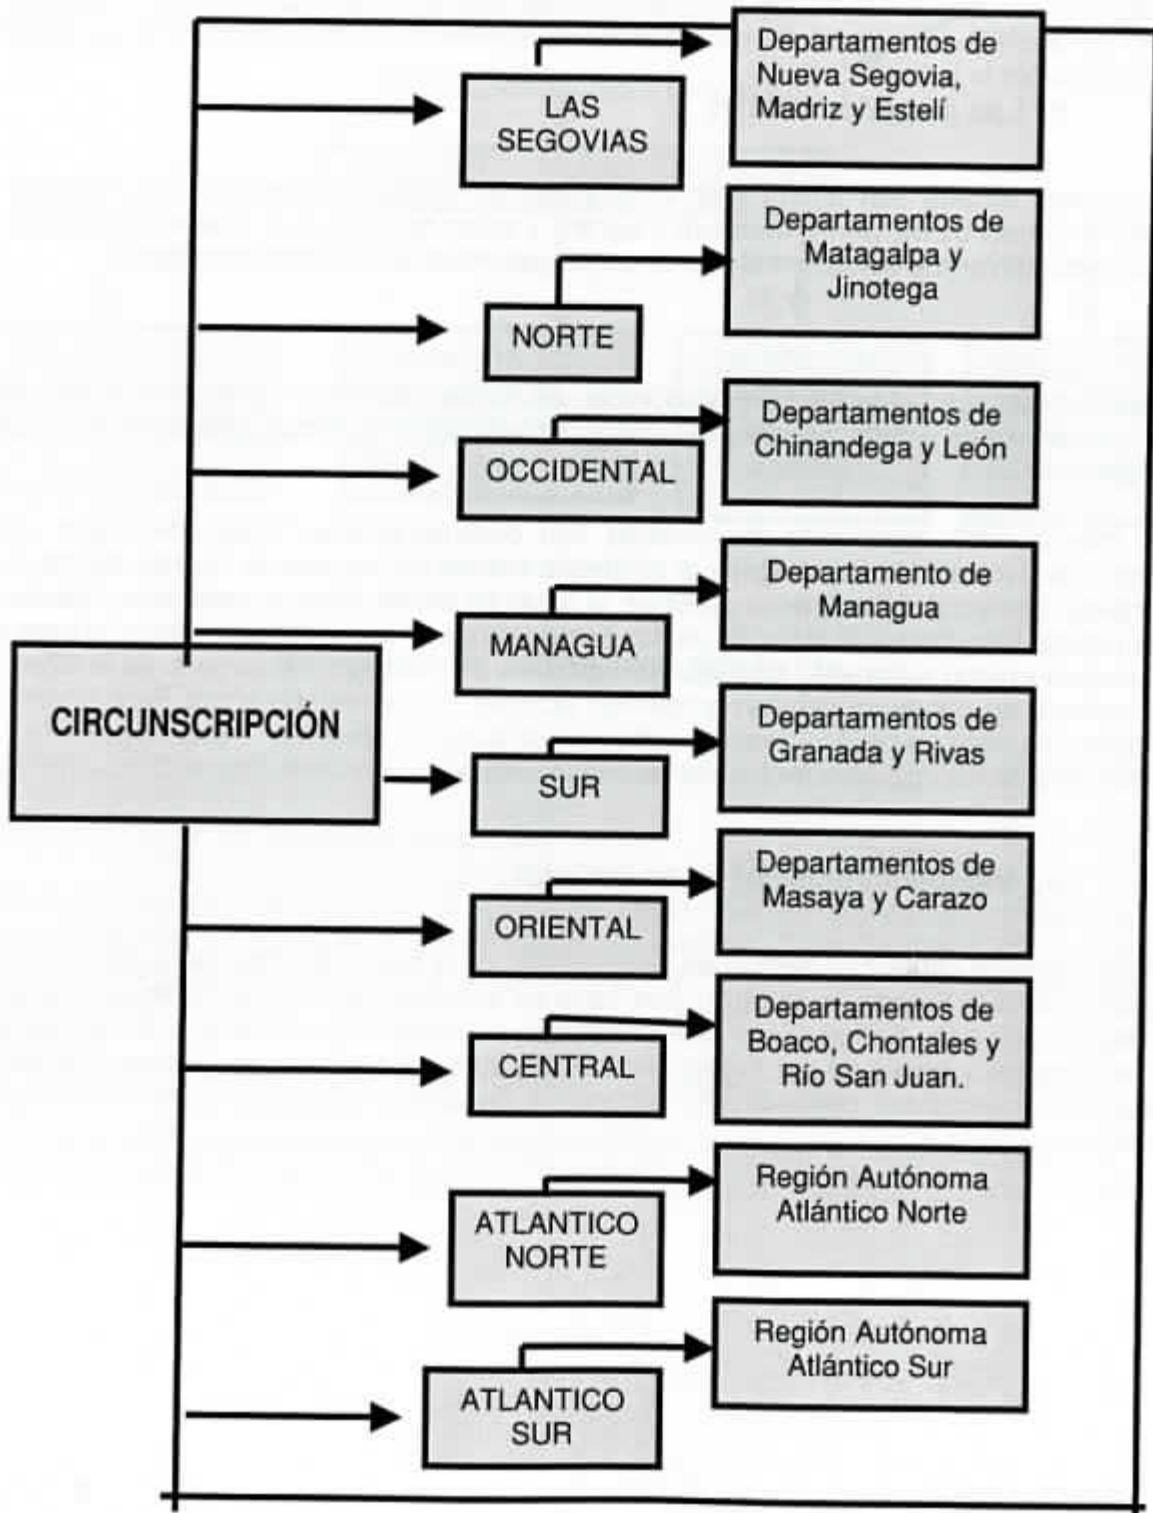 CIRCUNSCRIPCIÓN
LAS
SEGOVIAS
Departamentos de
Nueva Segovia,
Madriz y Estelí
NORTE
Departamentos de
Matagalpa y
Jinotega
OCCIDENTAL
Departamentos de
Chinandega y León
MANAGUA
Departamento de
Managua
SUR
Departamentos de
Granada y Rivas
ORIENTAL
Departamentos de
Masaya y Carazo
CENTRAL
Departamentos de
Boaco, Chontales y
Río San Juan.
ATLANTICO
NORTE
Región Autónoma
Atlántico Norte
ATLANTICO
SUR
Región Autónoma
Atlántico Sur